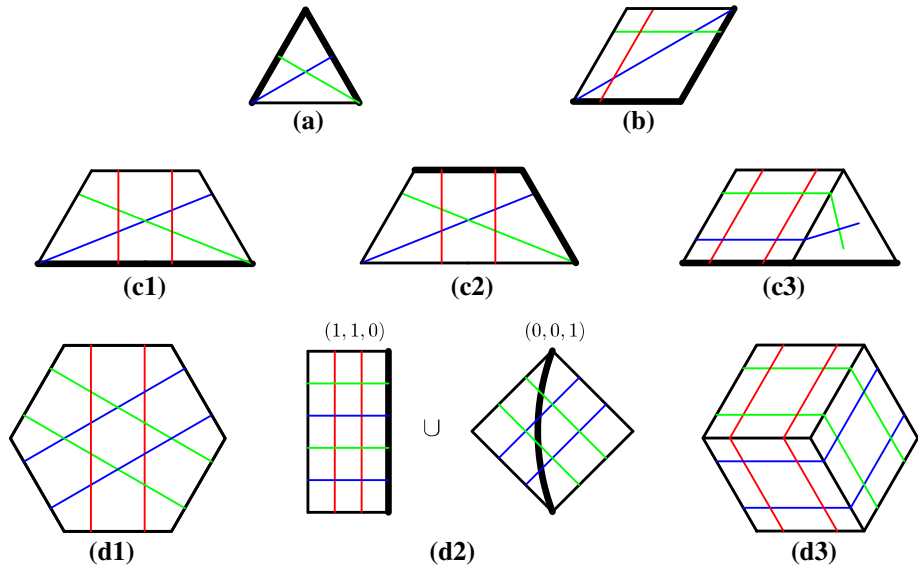 (a) (b)
(c1) (c2) (c3)
(1, 1, 0) (0, 0, 1)
∪
(d1) (d2) (d3)